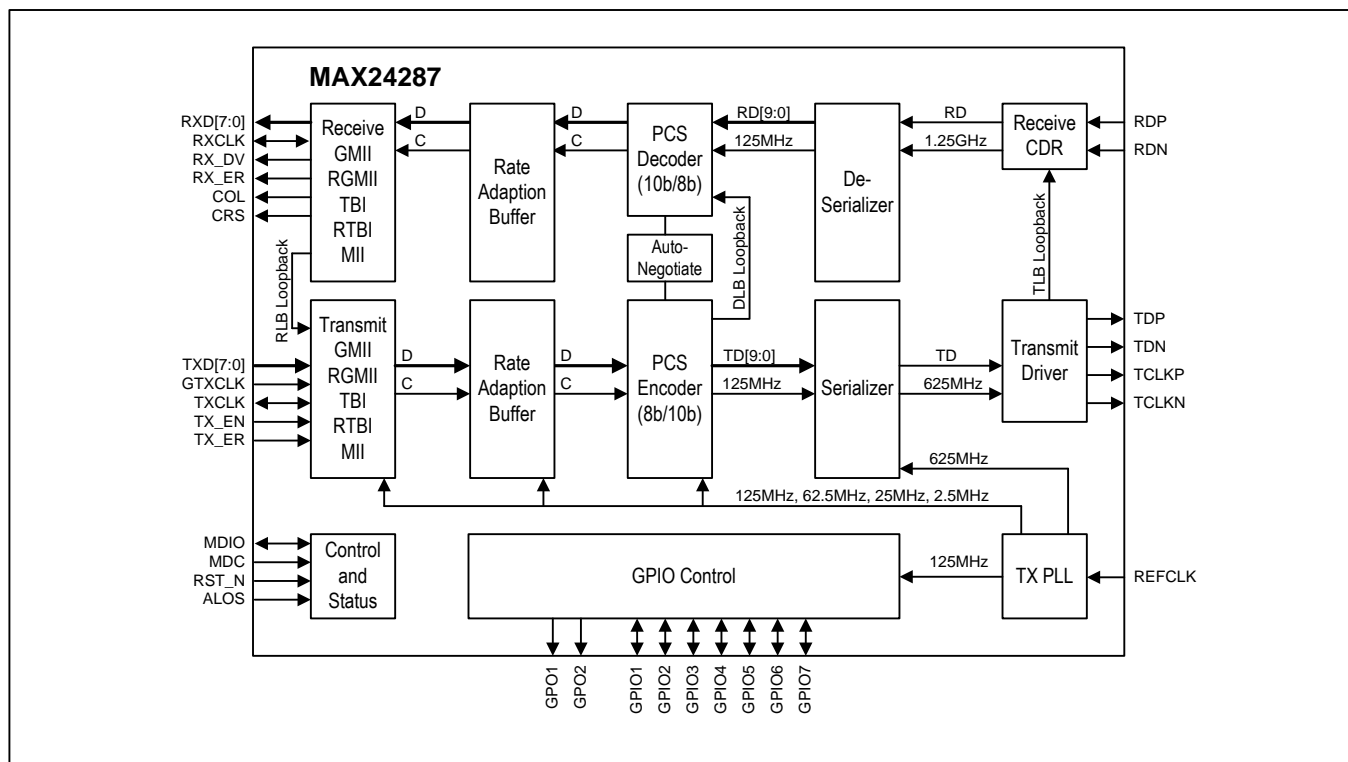 MAX24287
RXD[7:0]
RXCLK
RX_DV
RX_ER
COL
CRS
Receive
GMII
RGMII
TBI
RTBI
MII
D
C
Rate
Adaption
Buffer
D
C
PCS
Decoder
(10b/8b)
RD[9:0]
125MHz
De-
Serializer
RD
1.25GHz
Receive
CDR
RDP
RDN
RLB Loopback
Auto-
Negotiate
DLB Loopback
TLB Loopback
TXD[7:0]
GTXCLK
TXCLK
TX_EN
TX_ER
Transmit
GMII
RGMII
TBI
RTBI
MII
D
C
Rate
Adaption
Buffer
D
C
PCS
Encoder
(8b/10b)
TD[9:0]
125MHz
Serializer
TD
625MHz
Transmit
Driver
TDP
TDN
TCLKP
TCLKN
625MHz
125MHz, 62.5MHz, 25MHz, 2.5MHz
MDIO
MDC
RST_N
ALOS
Control
and
Status
GPIO Control
125MHz
TX PLL
REFCLK
GPO1
GPO2
GPIO1
GPIO2
GPIO3
GPIO4
GPIO5
GPIO6
GPIO7